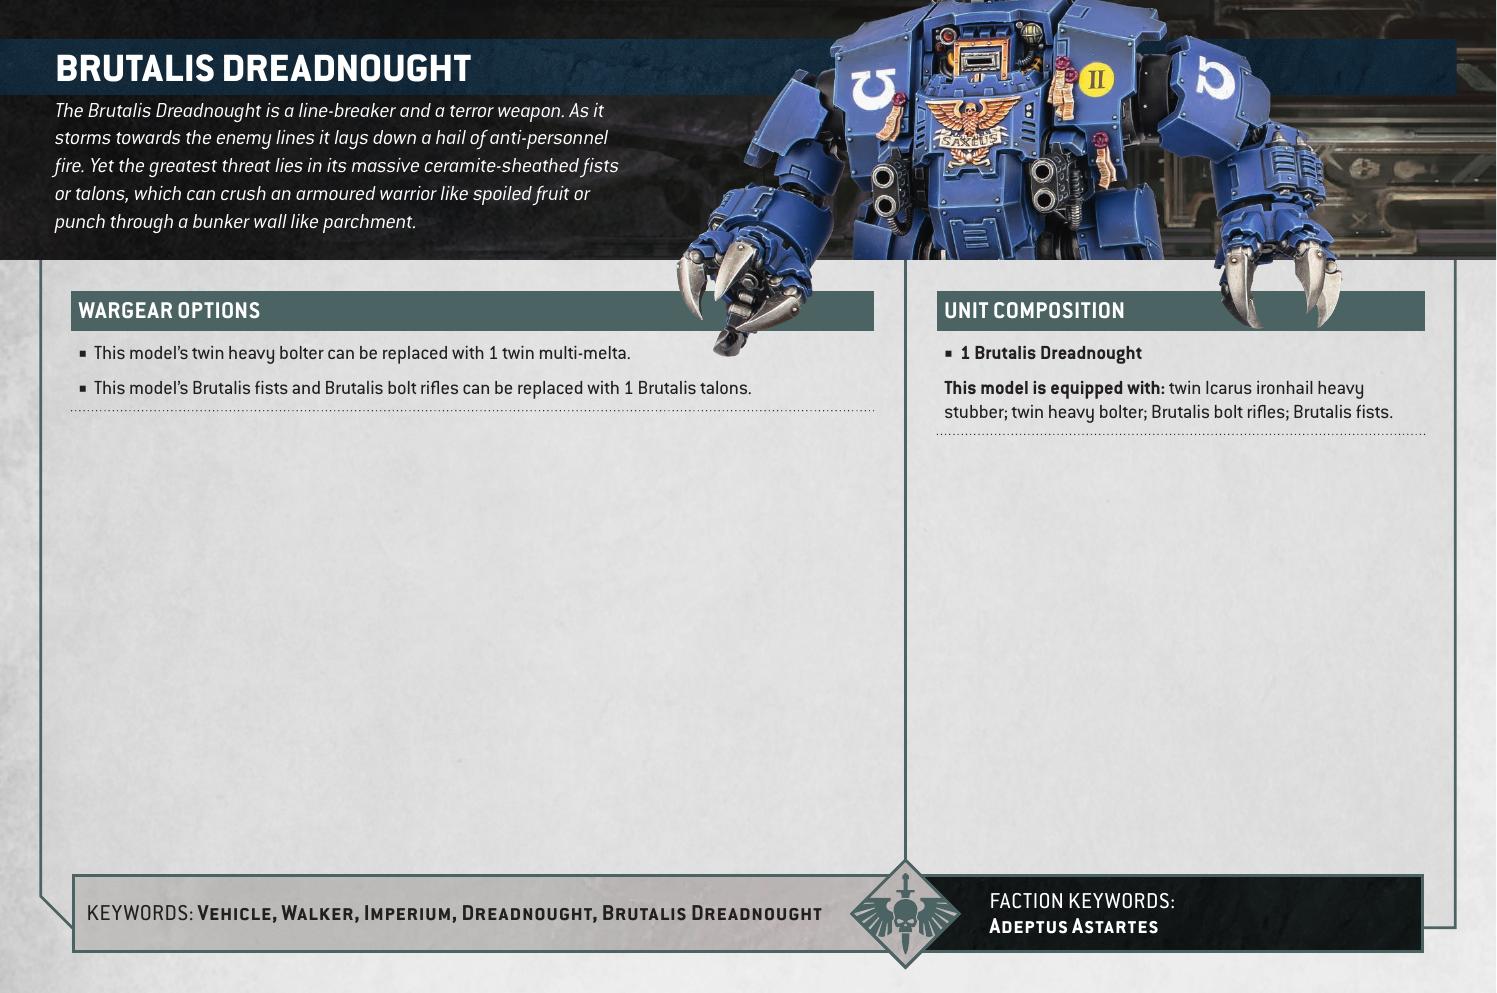 BRUTALIS DREADNOUGHT
The Brutalis Dreadnought is a line-breaker and a terror weapon. As it
storms towards the enemy lines it lays down a hail of anti-personnel
fire. Yet the greatest threat lies in its massive ceramite-sheathed fists
or talons, which can crush an armoured warrior like spoiled fruit or
punch through a bunker wall like parchment.
II
WARGEAR OPTIONS
▪ This model's twin heavy bolter can be replaced with 1 twin multi-melta.
▪ This model's Brutalis fists and Brutalis bolt rifles can be replaced with 1 Brutalis talons.
UNIT COMPOSITION
▪ 1 Brutalis Dreadnought
This model is equipped with: twin Icarus ironhail heavy
stubber; twin heavy bolter; Brutalis bolt rifles; Brutalis fists.
KEYWORDS: Vehicle, Walker, Imperium, Dreadnought, Brutalis Dreadnought
FACTION KEYWORDS:
Adeptus Astartes